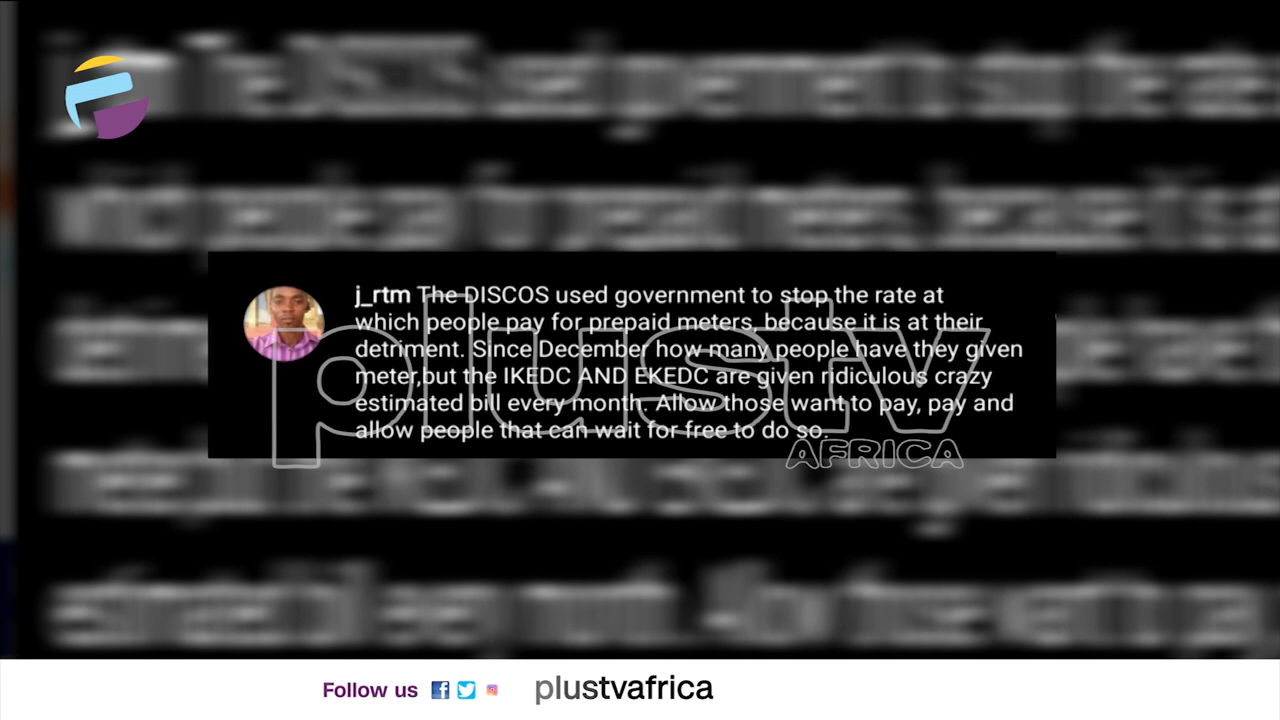 j_rtm The DISCOS used government to stop the rate at
which people pay for prepaid meters, because it is at their
detriment. Since December how many people have they given
meter,but the IKEDC AND EKEDC are given ridiculous crazy
estimated bill every month. Allow those want to pay, pay and
allow people that can wait for free to do so.
plustv
AFRICA
Follow us
plustvafrica